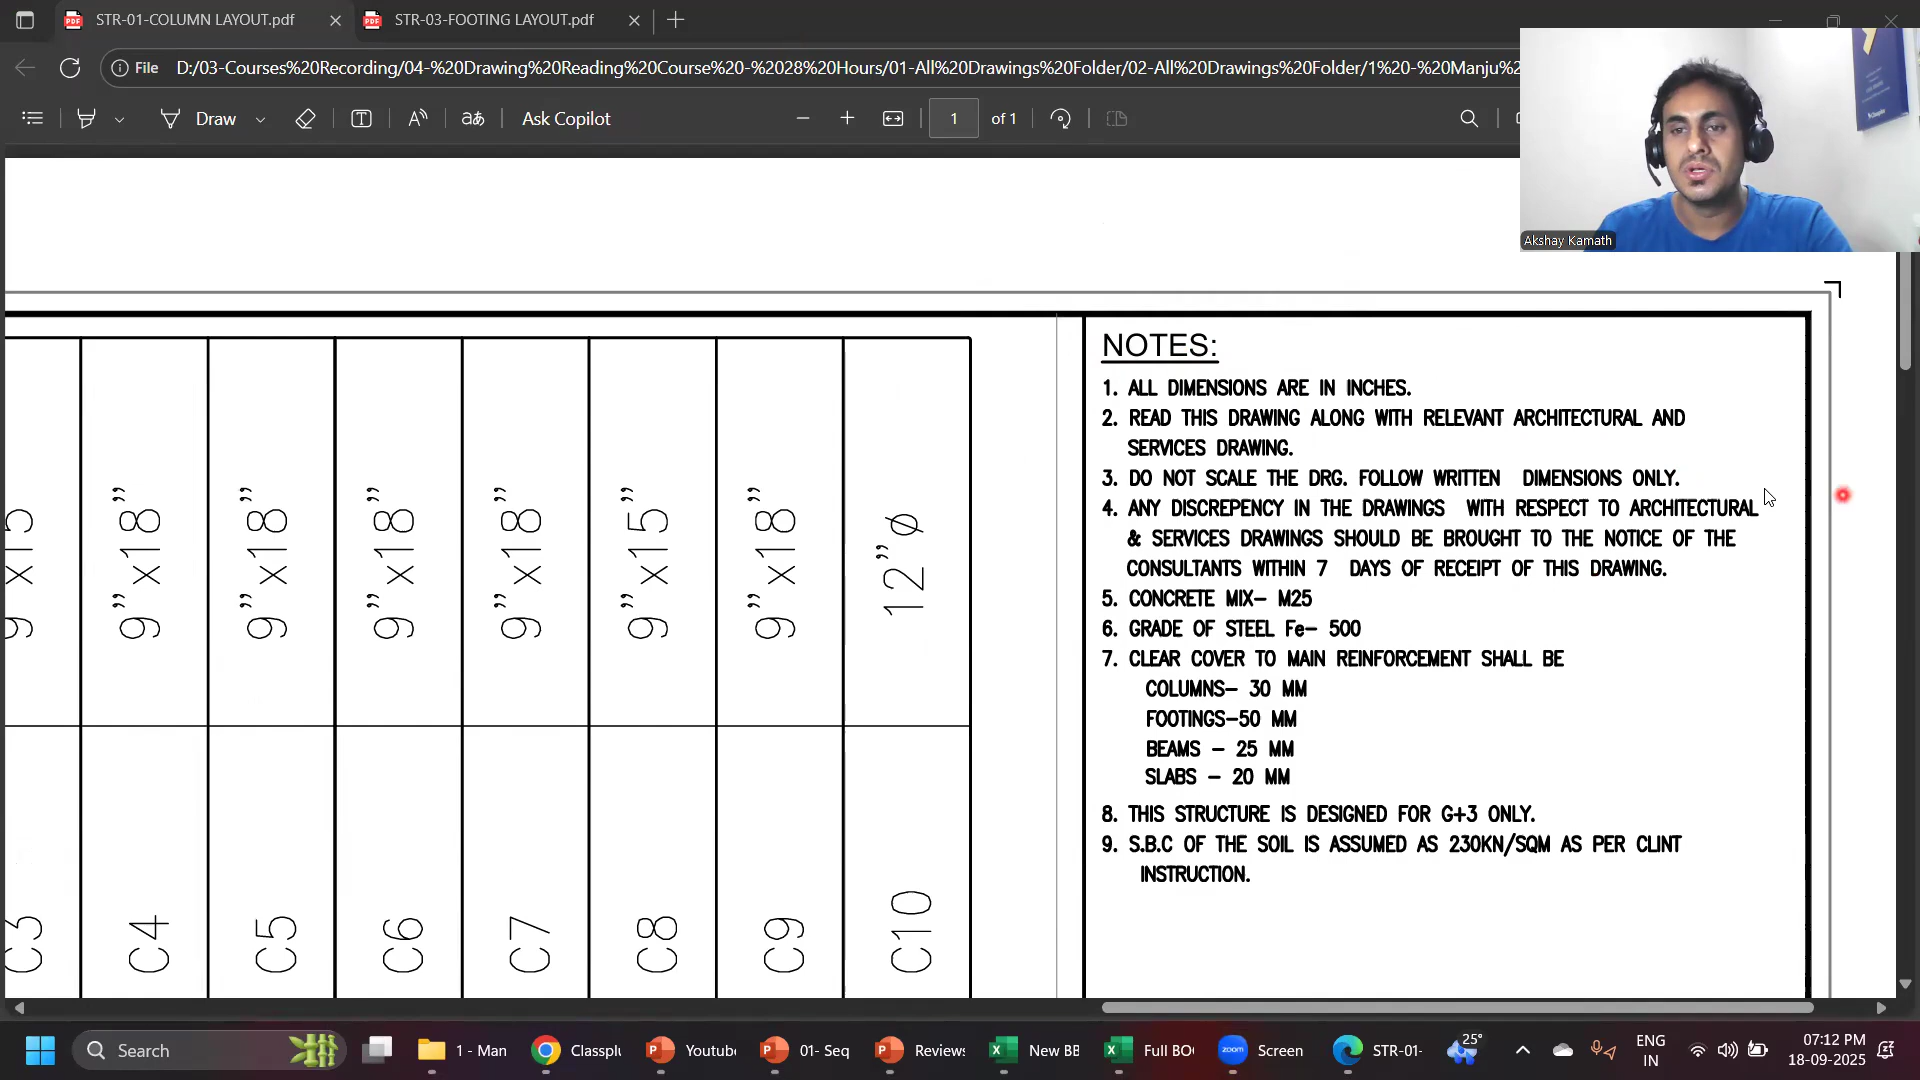 STR-01-COLUMN LAYOUT.pdf
STR-03-FOOTING LAYOUT.pdf
File D:/03-Courses%20Recording/04-%20Drawing%20Reading%20Course%20-%2028%20Hours/01-All%20Drawings%20Folder/02-All%20Drawings%20Folder/1%20-%20Manju%2
Draw
Ask Copilot
1 of 1
Akshay Kamath
9"x18"
9"x18"
9"x18"
9"x18"
9"x15"
9"x18"
12"ø
C3
C4
C5
C6
C7
C8
C9
C10
NOTES:
1. ALL DIMENSIONS ARE IN INCHES.
2. READ THIS DRAWING ALONG WITH RELEVANT ARCHITECTURAL AND
SERVICES DRAWING.
3. DO NOT SCALE THE DRG. FOLLOW WRITTEN DIMENSIONS ONLY.
4. ANY DISCREPENCY IN THE DRAWINGS WITH RESPECT TO ARCHITECTURAL
& SERVICES DRAWINGS SHOULD BE BROUGHT TO THE NOTICE OF THE
CONSULTANTS WITHIN 7 DAYS OF RECEIPT OF THIS DRAWING.
5. CONCRETE MIX- M25
6. GRADE OF STEEL Fe- 500
7. CLEAR COVER TO MAIN REINFORCEMENT SHALL BE
COLUMNS- 30 MM
FOOTINGS-50 MM
BEAMS - 25 MM
SLABS - 20 MM
8. THIS STRUCTURE IS DESIGNED FOR G+3 ONLY.
9. S.B.C OF THE SOIL IS ASSUMED AS 230KN/SQM AS PER CLINT
INSTRUCTION.
Search
1 - Man
Classplu
Youtube
01- Seq
Reviews
New BB
Full BO
zoom
Screen
STR-01-
25°
ENG
IN
07:12 PM
18-09-2025